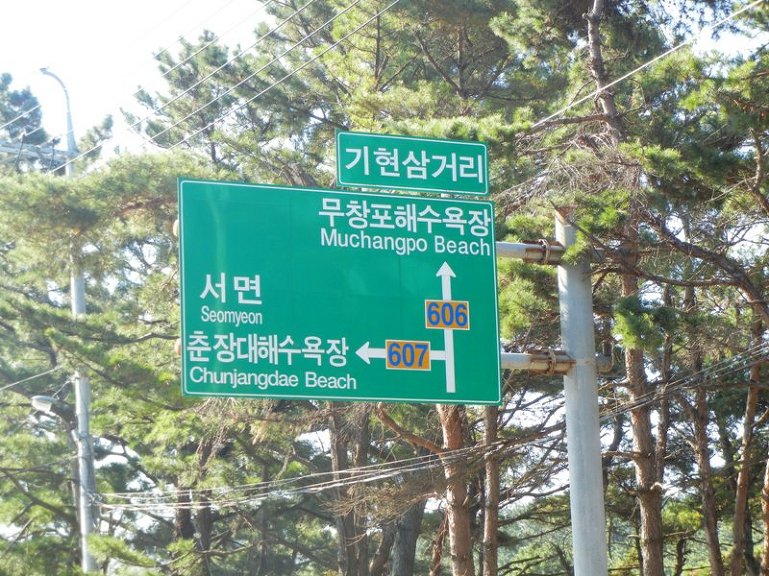 기현삼거리
무창포해수욕장
Muchangpo Beach
서면
Seomyeon
606
춘장대해수욕장
607
Chunjangdae Beach